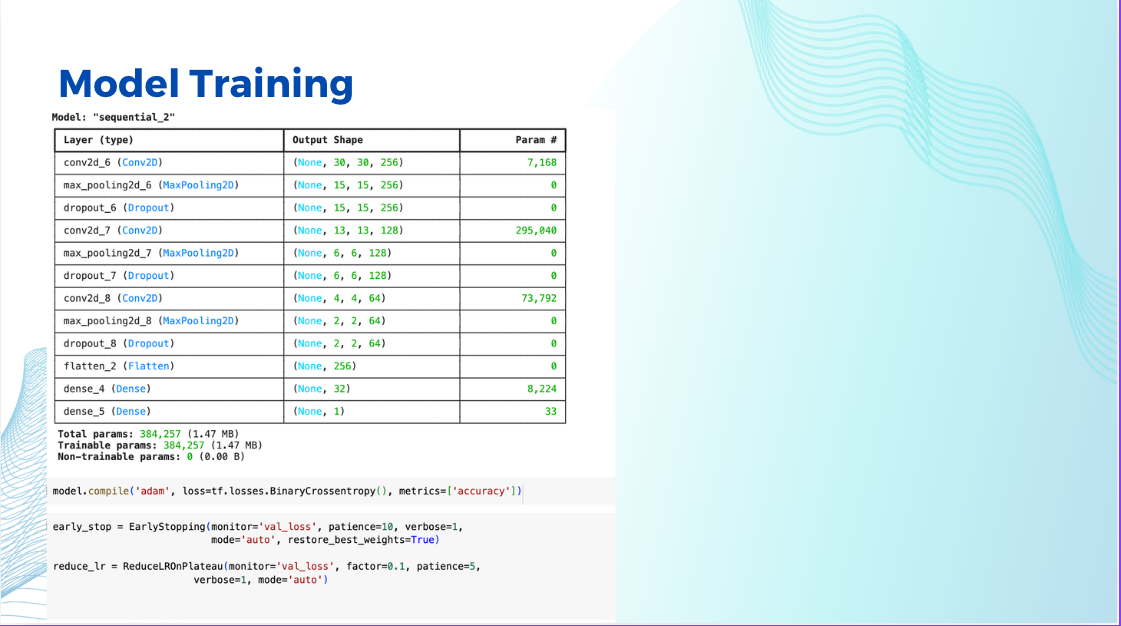 Model Training
Model: "sequential_2"
Layer (type) Output Shape Param #
conv2d_6 (Conv2D) (None, 30, 30, 256) 7,168
max_pooling2d_6 (MaxPooling2D) (None, 15, 15, 256) 0
dropout_6 (Dropout) (None, 15, 15, 256) 0
conv2d_7 (Conv2D) (None, 13, 13, 128) 295,040
max_pooling2d_7 (MaxPooling2D) (None, 6, 6, 128) 0
dropout_7 (Dropout) (None, 6, 6, 128) 0
conv2d_8 (Conv2D) (None, 4, 4, 64) 73,792
max_pooling2d_8 (MaxPooling2D) (None, 2, 2, 64) 0
dropout_8 (Dropout) (None, 2, 2, 64) 0
flatten_2 (Flatten) (None, 256) 0
dense_4 (Dense) (None, 32) 8,224
dense_5 (Dense) (None, 1) 33
Total params: 384,257 (1.47 MB)
Trainable params: 384,257 (1.47 MB)
Non-trainable params: 0 (0.00 B)
model.compile('adam', loss=tf.losses.BinaryCrossentropy(), metrics=['accuracy'])
early_stop = EarlyStopping(monitor='val_loss', patience=10, verbose=1,
mode='auto', restore_best_weights=True)
reduce_lr = ReduceLROnPlateau(monitor='val_loss', factor=0.1, patience=5,
verbose=1, mode='auto')